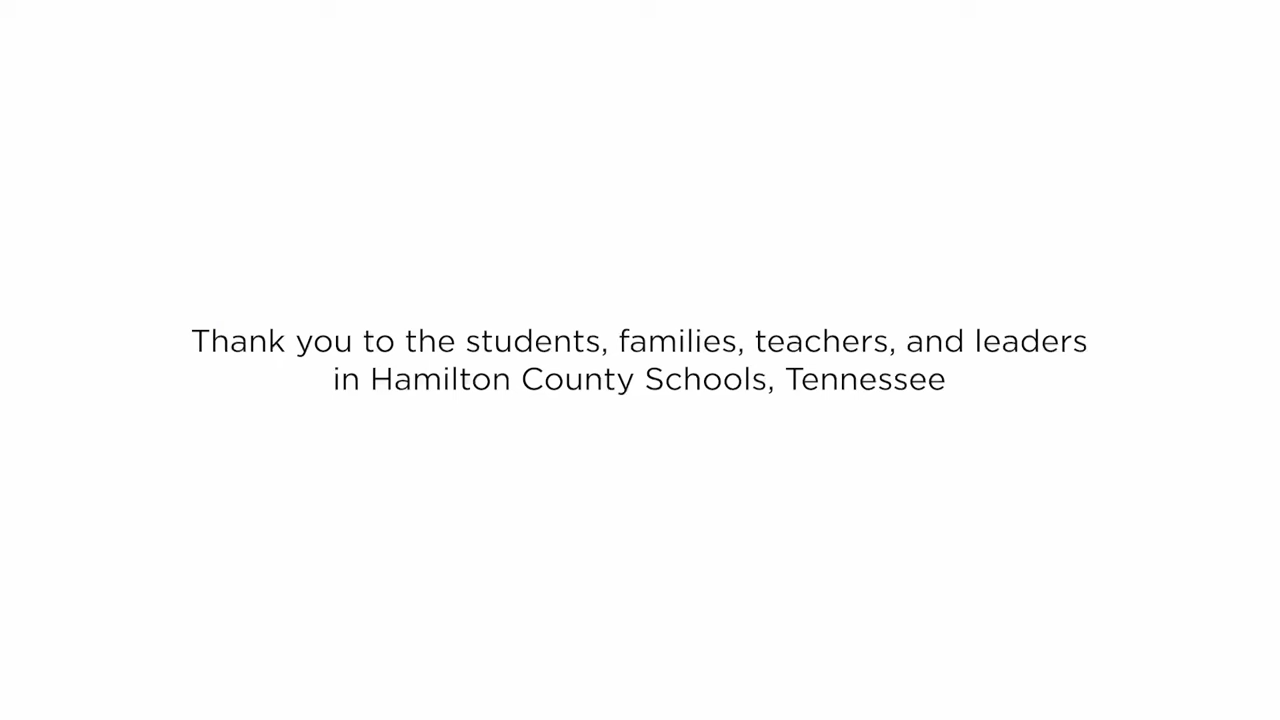 Thank you to the students, families, teachers, and leaders
in Hamilton County Schools, Tennessee